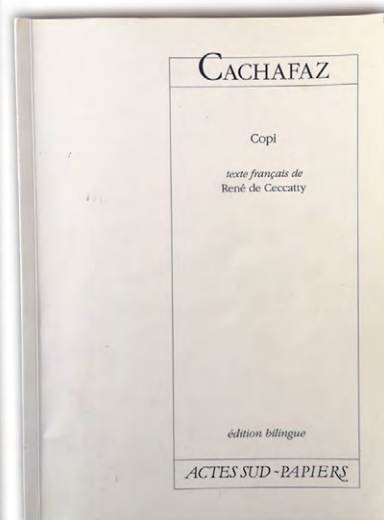 CACHAFAZ
Copi
texte français de
René de Ceccatty
édition bilingue
ACTES SUD-PAPIERS